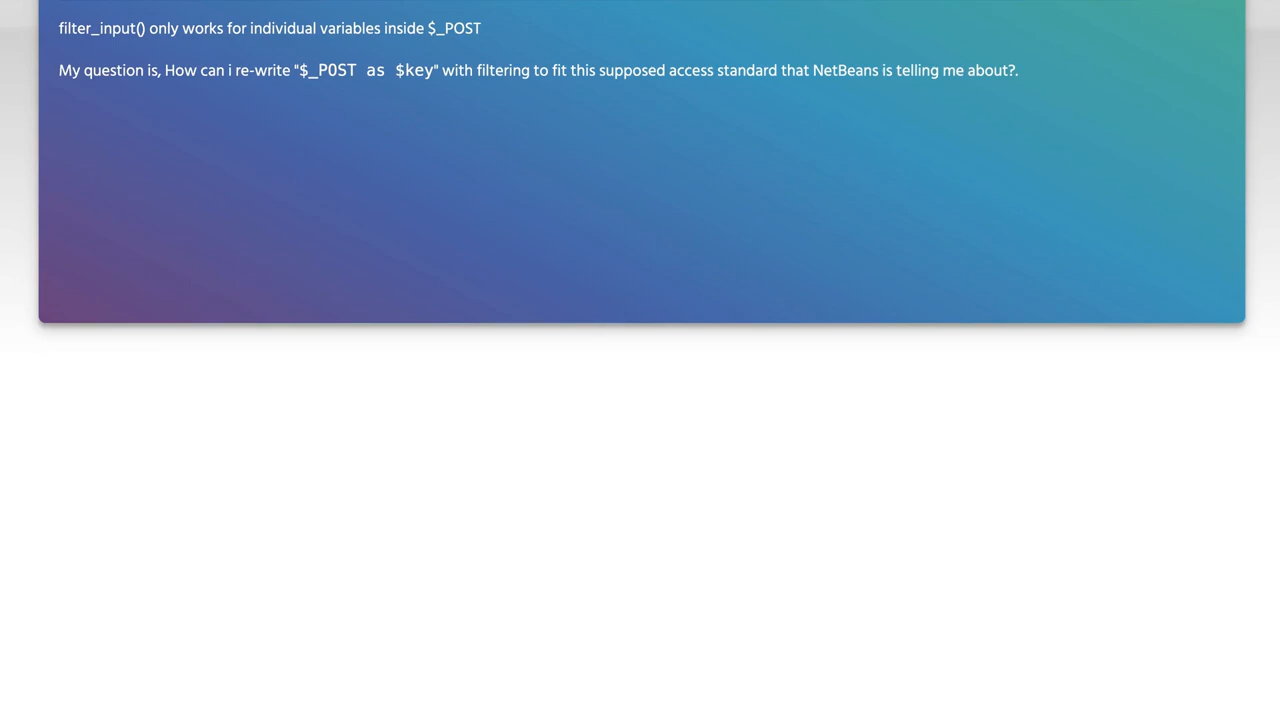 filter_input() only works for individual variables inside $_POST
My question is, How can i re-write "$_POST as $key" with filtering to fit this supposed access standard that NetBeans is telling me about?.